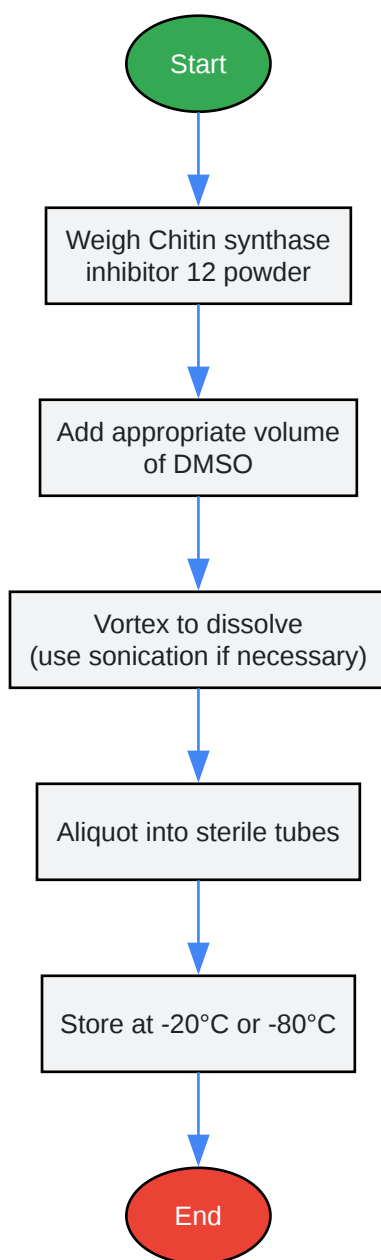 Start
Weigh Chitin synthase
inhibitor 12 powder
Add appropriate volume
of DMSO
Vortex to dissolve
(use sonication if necessary)
Aliquot into sterile tubes
Store at -20°C or -80°C
End